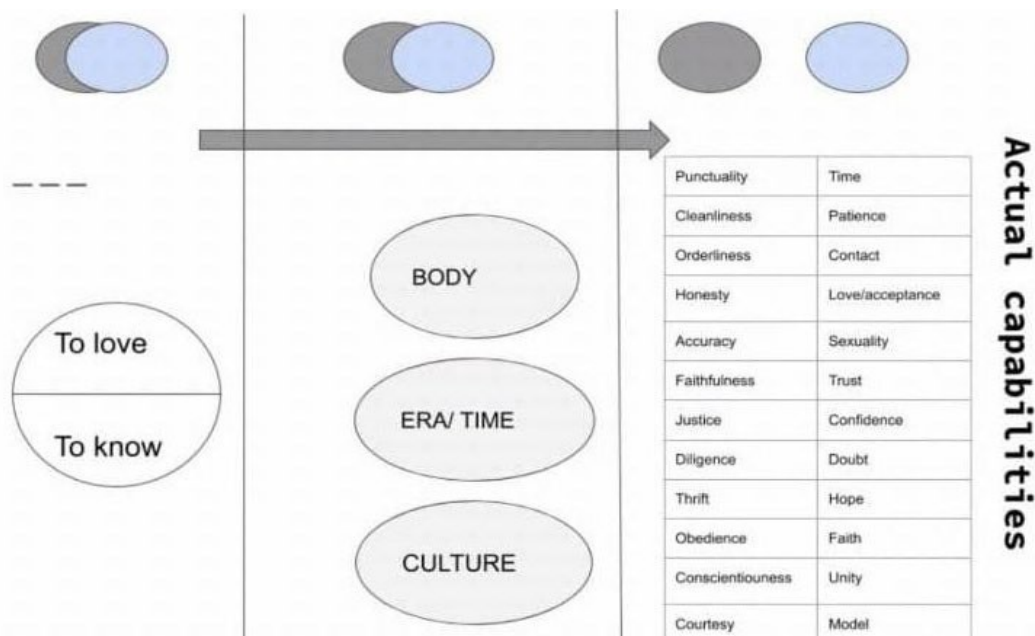 To love
To know
BODY
ERA/ TIME
CULTURE
Punctuality Time
Cleanliness Patience
Orderliness Contact
Honesty Love/acceptance
Accuracy Sexuality
Faithfulness Trust
Justice Confidence
Diligence Doubt
Thrift Hope
Obedience Faith
Conscientiouness Unity
Courtesy Model
Actual capabilities